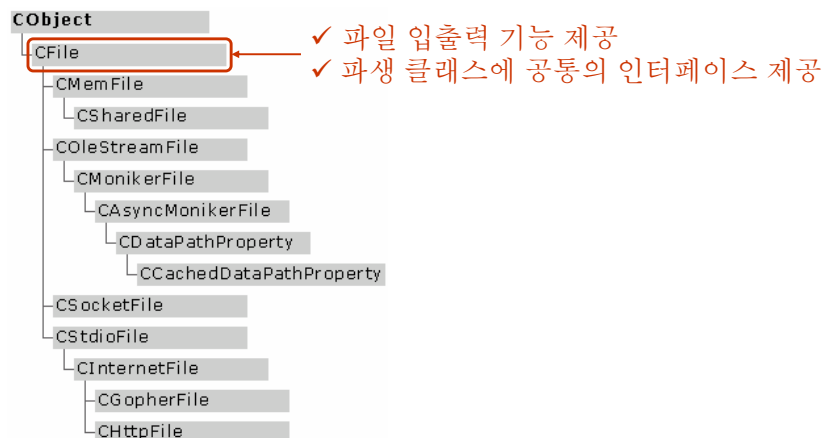 CObject
CFile
✓ 파일 입출력 기능 제공
✓ 파생 클래스에 공통의 인터페이스 제공
CMemFile
CSharedFile
COleStreamFile
CMonikerFile
CAsyncMonikerFile
CDataPathProperty
CCachedDataPathProperty
CSocketFile
CStdioFile
CInternetFile
CGopherFile
CHttpFile